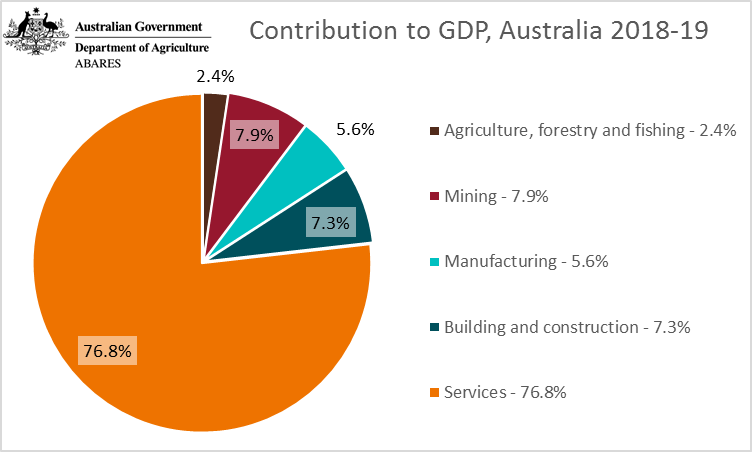 Australian Government
Department of Agriculture
ABARES
Contribution to GDP, Australia 2018-19
2.4%
7.9%
5.6%
7.3%
76.8%
Agriculture, forestry and fishing - 2.4%
Mining - 7.9%
Manufacturing - 5.6%
Building and construction - 7.3%
Services - 76.8%